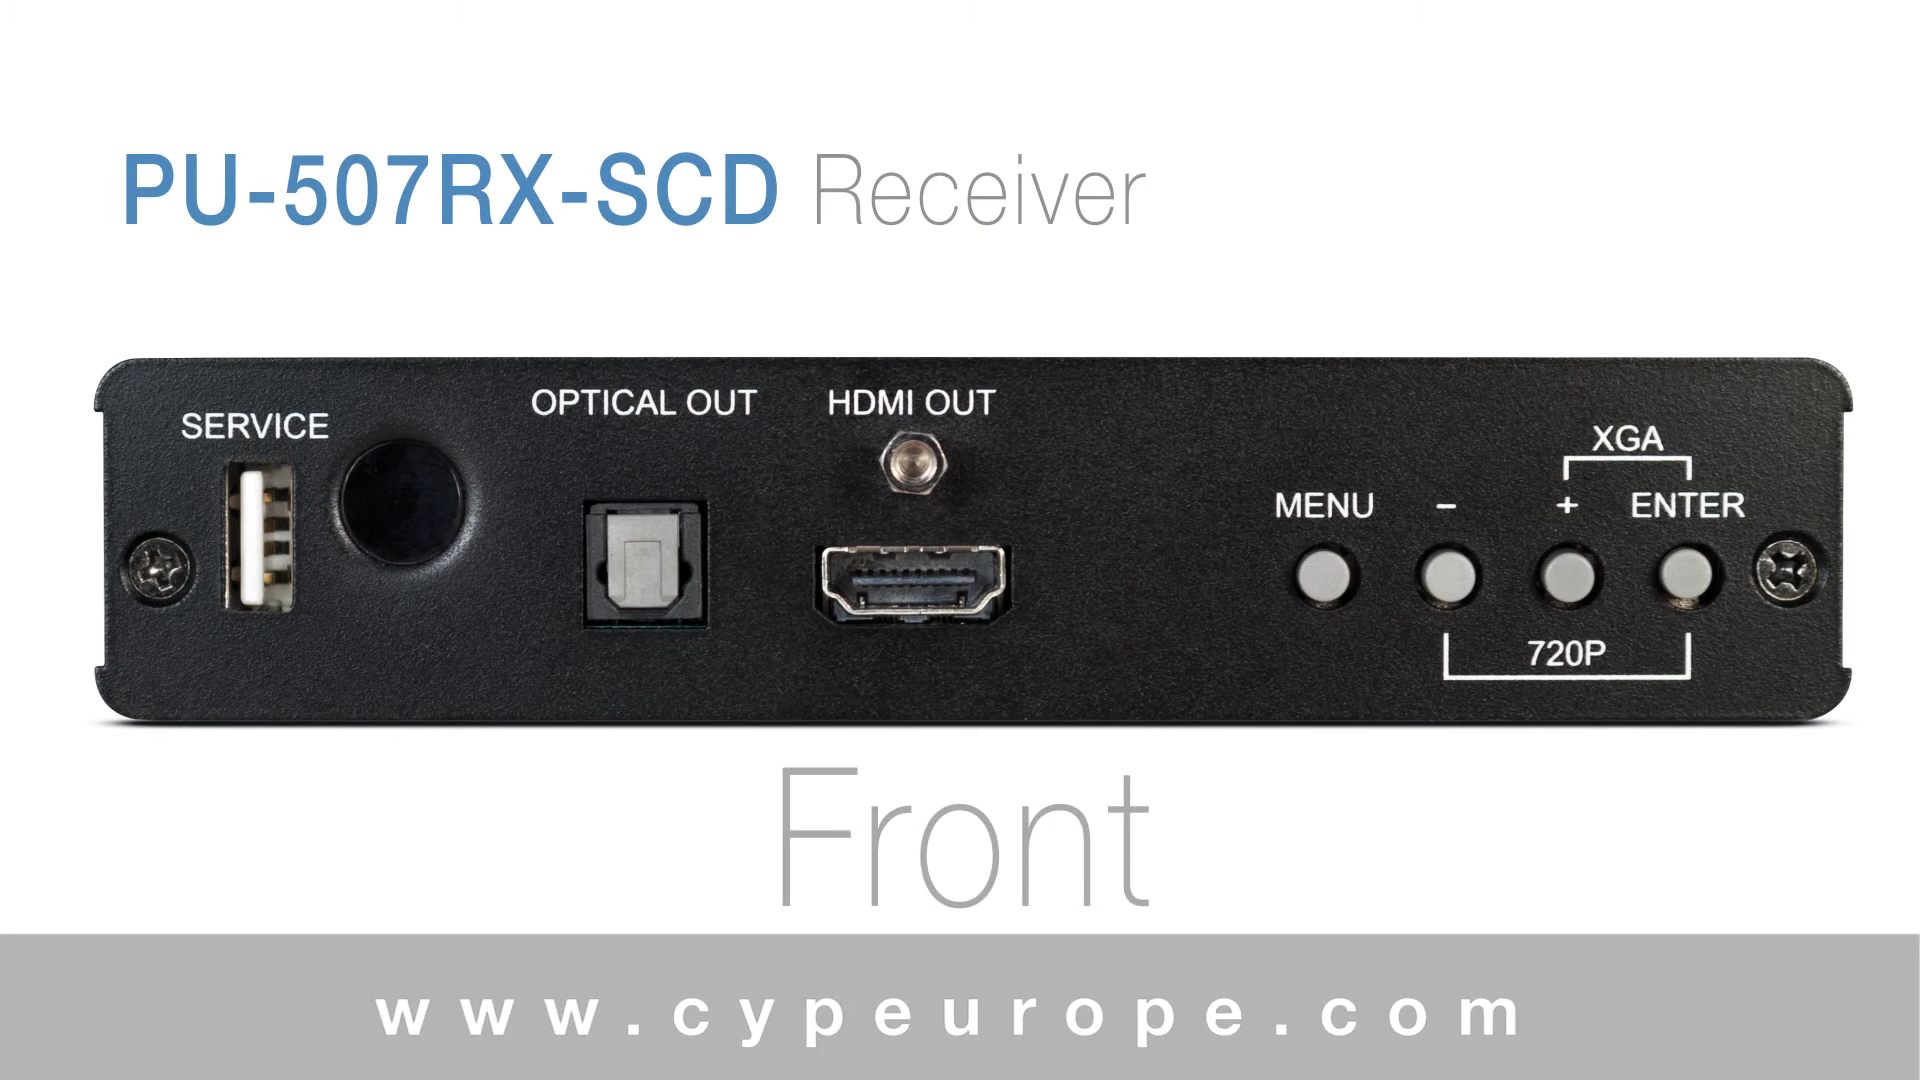 PU-507RX-SCD Receiver
SERVICE
OPTICAL OUT
HDMI OUT
XGA
MENU - + ENTER
720P
Front
www.cypeurope.com